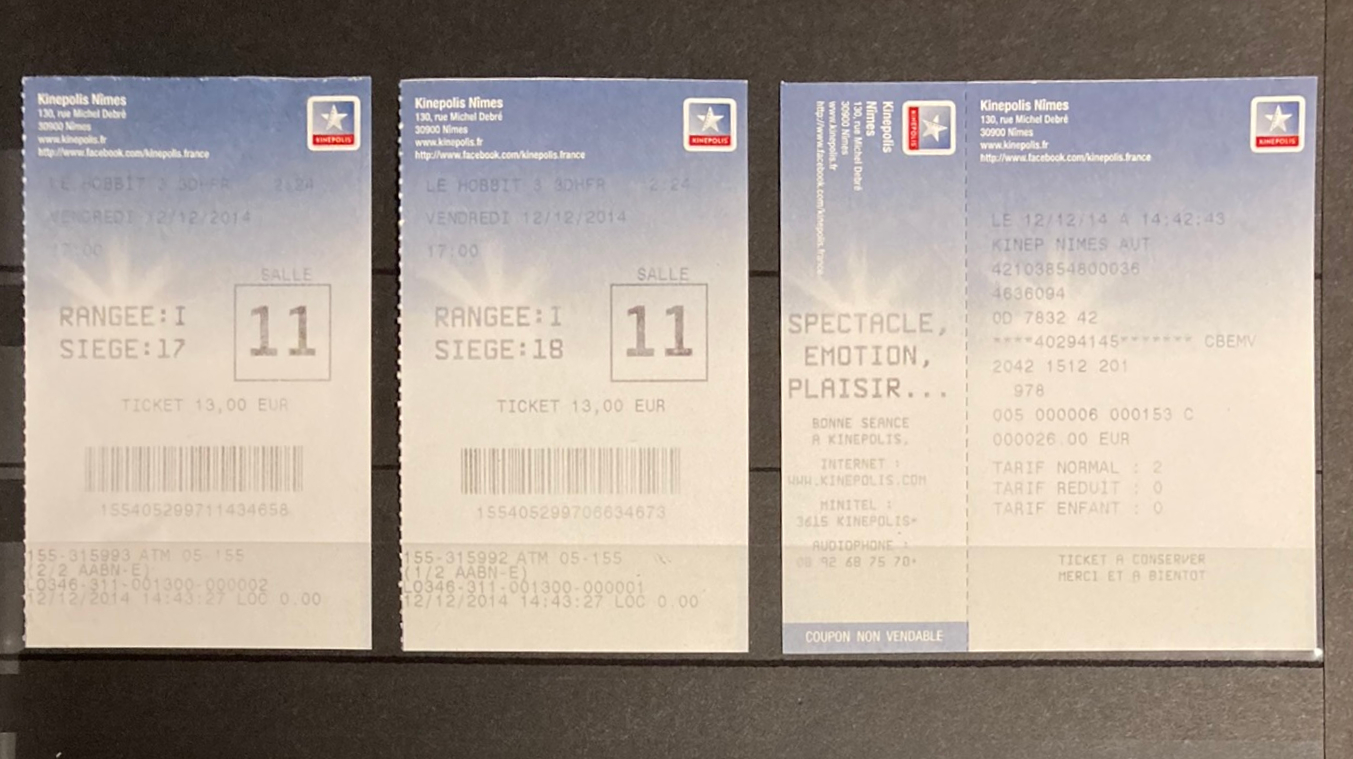 Kinepolis Nîmes
130, rue Michel Debré
30900 Nîmes
www.kinepolis.fr
http://www.facebook.com/kinepolis.france
KINEPOLIS
LE HOBBIT 3 3DHFR 2:24
VENDREDI 12/12/2014
17:00
SALLE
11
RANGEE:I
SIEGE:17
TICKET 13,00 EUR
155405299711434658
155-315993 ATM 05-155
(2/2 AABN-E)
L0346-311-001300-000002
12/12/2014 14:43:27 LOC 0.00
Kinepolis Nîmes
130, rue Michel Debré
30900 Nîmes
www.kinepolis.fr
http://www.facebook.com/kinepolis.france
KINEPOLIS
LE HOBBIT 3 3DHFR 2:24
VENDREDI 12/12/2014
17:00
SALLE
11
RANGEE:I
SIEGE:18
TICKET 13,00 EUR
155405299706634673
155-315992 ATM 05-155
(1/2 AABN-E)
L0346-311-001300-000001
12/12/2014 14:43:27 LOC 0.00
Kinepolis
Nîmes
130, rue Michel Debré
30900 Nîmes
www.kinepolis.fr
http://www.facebook.com/kinepolis.france
KINEPOLIS
SPECTACLE,
EMOTION,
PLAISIR...
BONNE SEANCE
A KINEPOLIS.
INTERNET :
WWW.KINEPOLIS.COM
MINITEL :
3615 KINEPOLIS*
AUDIOPHONE :
08 92 68 75 70*
COUPON NON VENDABLE
Kinepolis Nîmes
130, rue Michel Debré
30900 Nîmes
www.kinepolis.fr
http://www.facebook.com/kinepolis.france
KINEPOLIS
LE 12/12/14 A 14:42:43
KINEP NIMES AUT
42103854800036
4636094
OD 7832 42
****40294145******* CBEMV
2042 1512 201
978
005 000006 000153 C
000026.00 EUR
TARIF NORMAL : 2
TARIF REDUIT : 0
TARIF ENFANT : 0
TICKET A CONSERVER
MERCI ET A BIENTOT